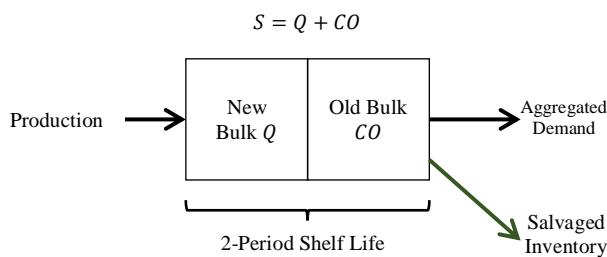 S = Q + CO
Production
New
Bulk Q
Old Bulk
CO
Aggregated
Demand
2-Period Shelf Life
Salvaged
Inventory